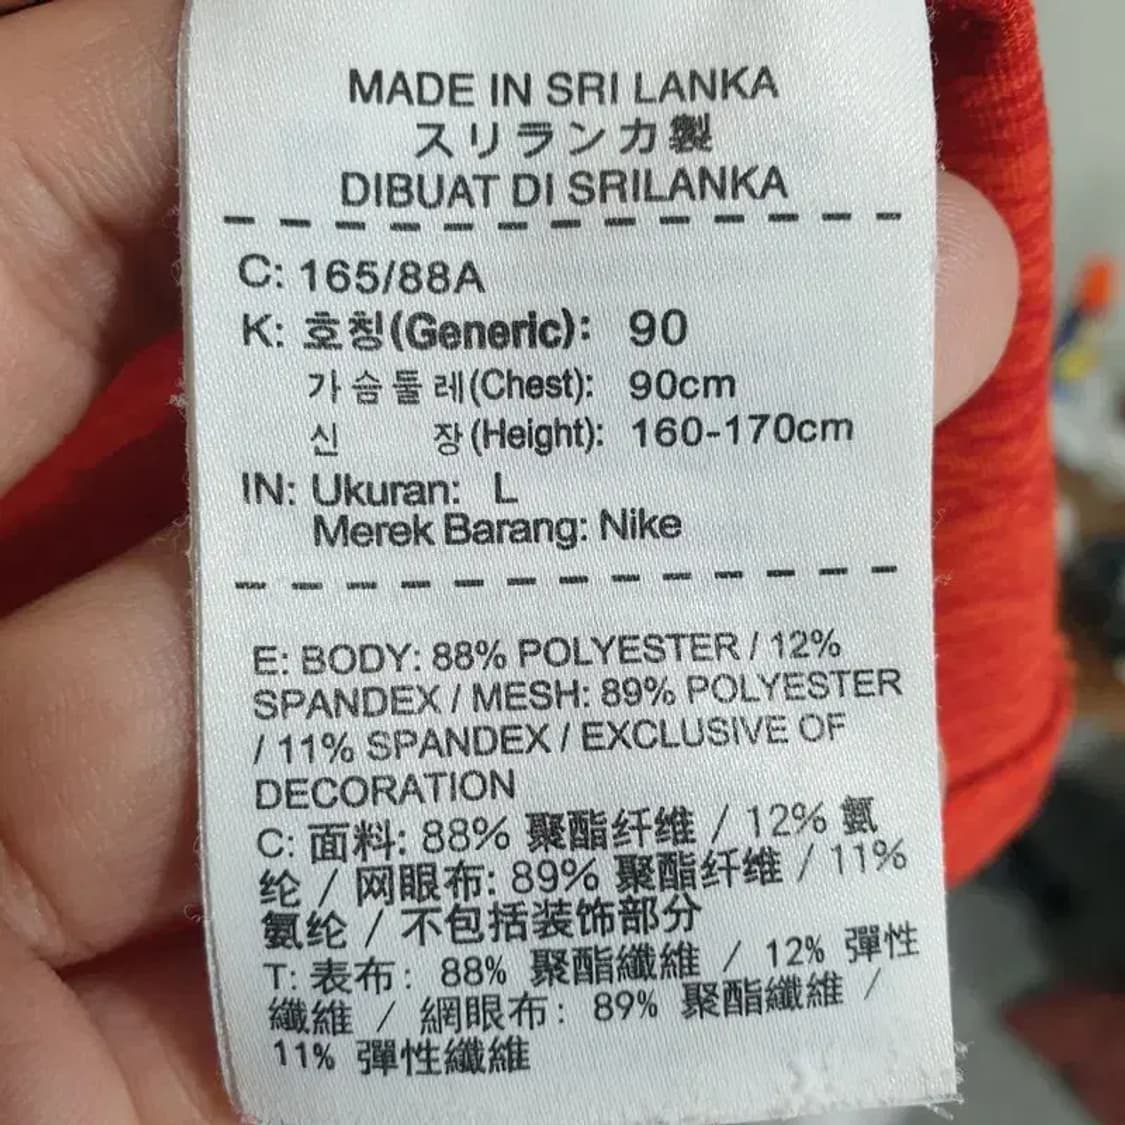 MADE IN SRI LANKA
スリランカ製
DIBUAT DI SRILANKA
C: 165/88A
K: 호칭(Generic): 90
가슴둘레(Chest): 90cm
신 장(Height): 160-170cm
IN: Ukuran: L
Merek Barang: Nike
E: BODY: 88% POLYESTER / 12%
SPANDEX / MESH: 89% POLYESTER
/ 11% SPANDEX / EXCLUSIVE OF
DECORATION
C: 面料: 88% 聚酯纤维 / 12% 氨
纶 / 网眼布: 89% 聚酯纤维 / 11%
氨纶 / 不包括装饰部分
T: 表布: 88% 聚酯纖維 / 12% 彈性
纖維 / 網眼布: 89% 聚酯纖維 /
11% 彈性纖維